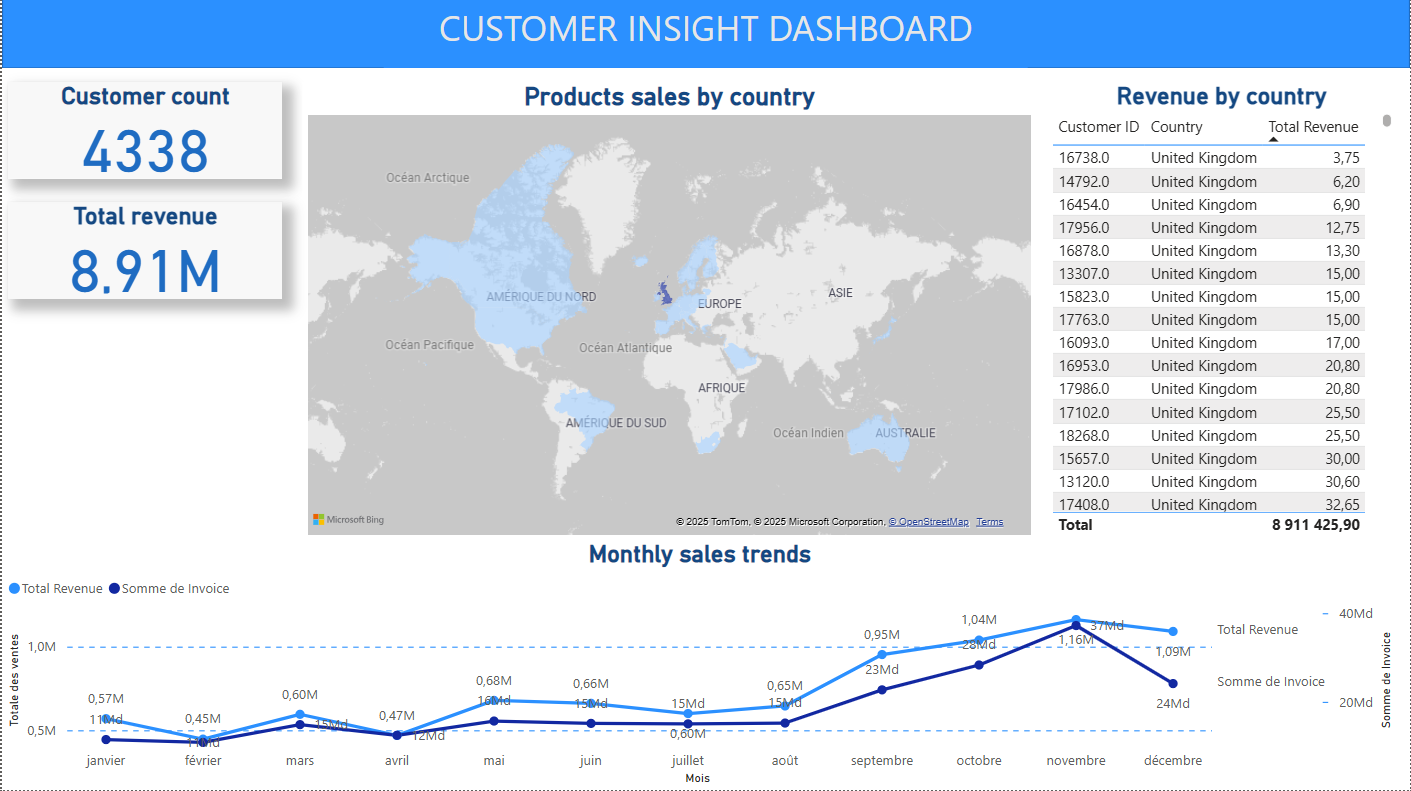 CUSTOMER INSIGHT DASHBOARD
Customer count
4338
Total revenue
8,91M
Products sales by country
Océan Arctique
AMÉRIQUE DU NORD
EUROPE
ASIE
Océan Pacifique
Océan Atlantique
AFRIQUE
AMÉRIQUE DU SUD
Océan Indien
AUSTRALIE
Microsoft Bing
© 2025 TomTom, © 2025 Microsoft Corporation, © OpenStreetMap Terms
Revenue by country
Customer ID Country Total Revenue
16738.0 United Kingdom 3,75
14792.0 United Kingdom 6,20
16454.0 United Kingdom 6,90
17956.0 United Kingdom 12,75
16878.0 United Kingdom 13,30
13307.0 United Kingdom 15,00
15823.0 United Kingdom 15,00
17763.0 United Kingdom 15,00
16093.0 United Kingdom 17,00
16953.0 United Kingdom 20,80
17986.0 United Kingdom 20,80
17102.0 United Kingdom 25,50
18268.0 United Kingdom 25,50
15657.0 United Kingdom 30,00
13120.0 United Kingdom 30,60
17408.0 United Kingdom 32,65
Total 8 911 425,90
Monthly sales trends
Total Revenue Somme de Invoice
Totale des ventes
1,0M
0,5M
0,57M
0,45M
0,60M
0,47M
0,68M
0,66M
0,60M
0,65M
0,95M
1,04M
1,16M
1,09M
11Md
11Md
15Md
12Md
16Md
15Md
15Md
15Md
23Md
28Md
37Md
24Md
Total Revenue
Somme de Invoice
40Md
20Md
Somme de Invoice
janvier février mars avril mai juin juillet août septembre octobre novembre décembre
Mois